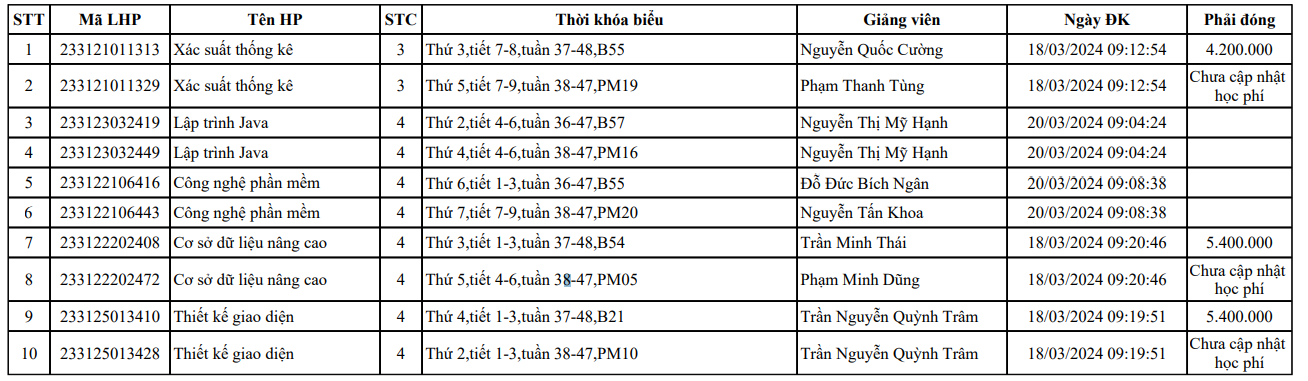 STT Mã LHP Tên HP STC Thời khóa biểu Giảng viên Ngày ĐK Phải đóng
1 233121011313 Xác suất thống kê 3 Thứ 3,tiết 7-8,tuần 37-48,B55 Nguyễn Quốc Cường 18/03/2024 09:12:54 4.200.000
2 233121011329 Xác suất thống kê 3 Thứ 5,tiết 7-9,tuần 38-47,PM19 Phạm Thanh Tùng 18/03/2024 09:12:54 Chưa cập nhật
học phí
3 233123032419 Lập trình Java 4 Thứ 2,tiết 4-6,tuần 36-47,B57 Nguyễn Thị Mỹ Hạnh 20/03/2024 09:04:24
4 233123032449 Lập trình Java 4 Thứ 4,tiết 4-6,tuần 38-47,PM16 Nguyễn Thị Mỹ Hạnh 20/03/2024 09:04:24
5 233122106416 Công nghệ phần mềm 4 Thứ 6,tiết 1-3,tuần 36-47,B55 Đỗ Đức Bích Ngân 20/03/2024 09:08:38
6 233122106443 Công nghệ phần mềm 4 Thứ 7,tiết 7-9,tuần 38-47,PM20 Nguyễn Tấn Khoa 20/03/2024 09:08:38
7 233122202408 Cơ sở dữ liệu nâng cao 4 Thứ 3,tiết 1-3,tuần 37-48,B54 Trần Minh Thái 18/03/2024 09:20:46 5.400.000
8 233122202472 Cơ sở dữ liệu nâng cao 4 Thứ 5,tiết 4-6,tuần 38-47,PM05 Phạm Minh Dũng 18/03/2024 09:20:46 Chưa cập nhật
học phí
9 233125013410 Thiết kế giao diện 4 Thứ 4,tiết 1-3,tuần 37-48,B21 Trần Nguyễn Quỳnh Trâm 18/03/2024 09:19:51 5.400.000
10 233125013428 Thiết kế giao diện 4 Thứ 2,tiết 1-3,tuần 38-47,PM10 Trần Nguyễn Quỳnh Trâm 18/03/2024 09:19:51 Chưa cập nhật
học phí